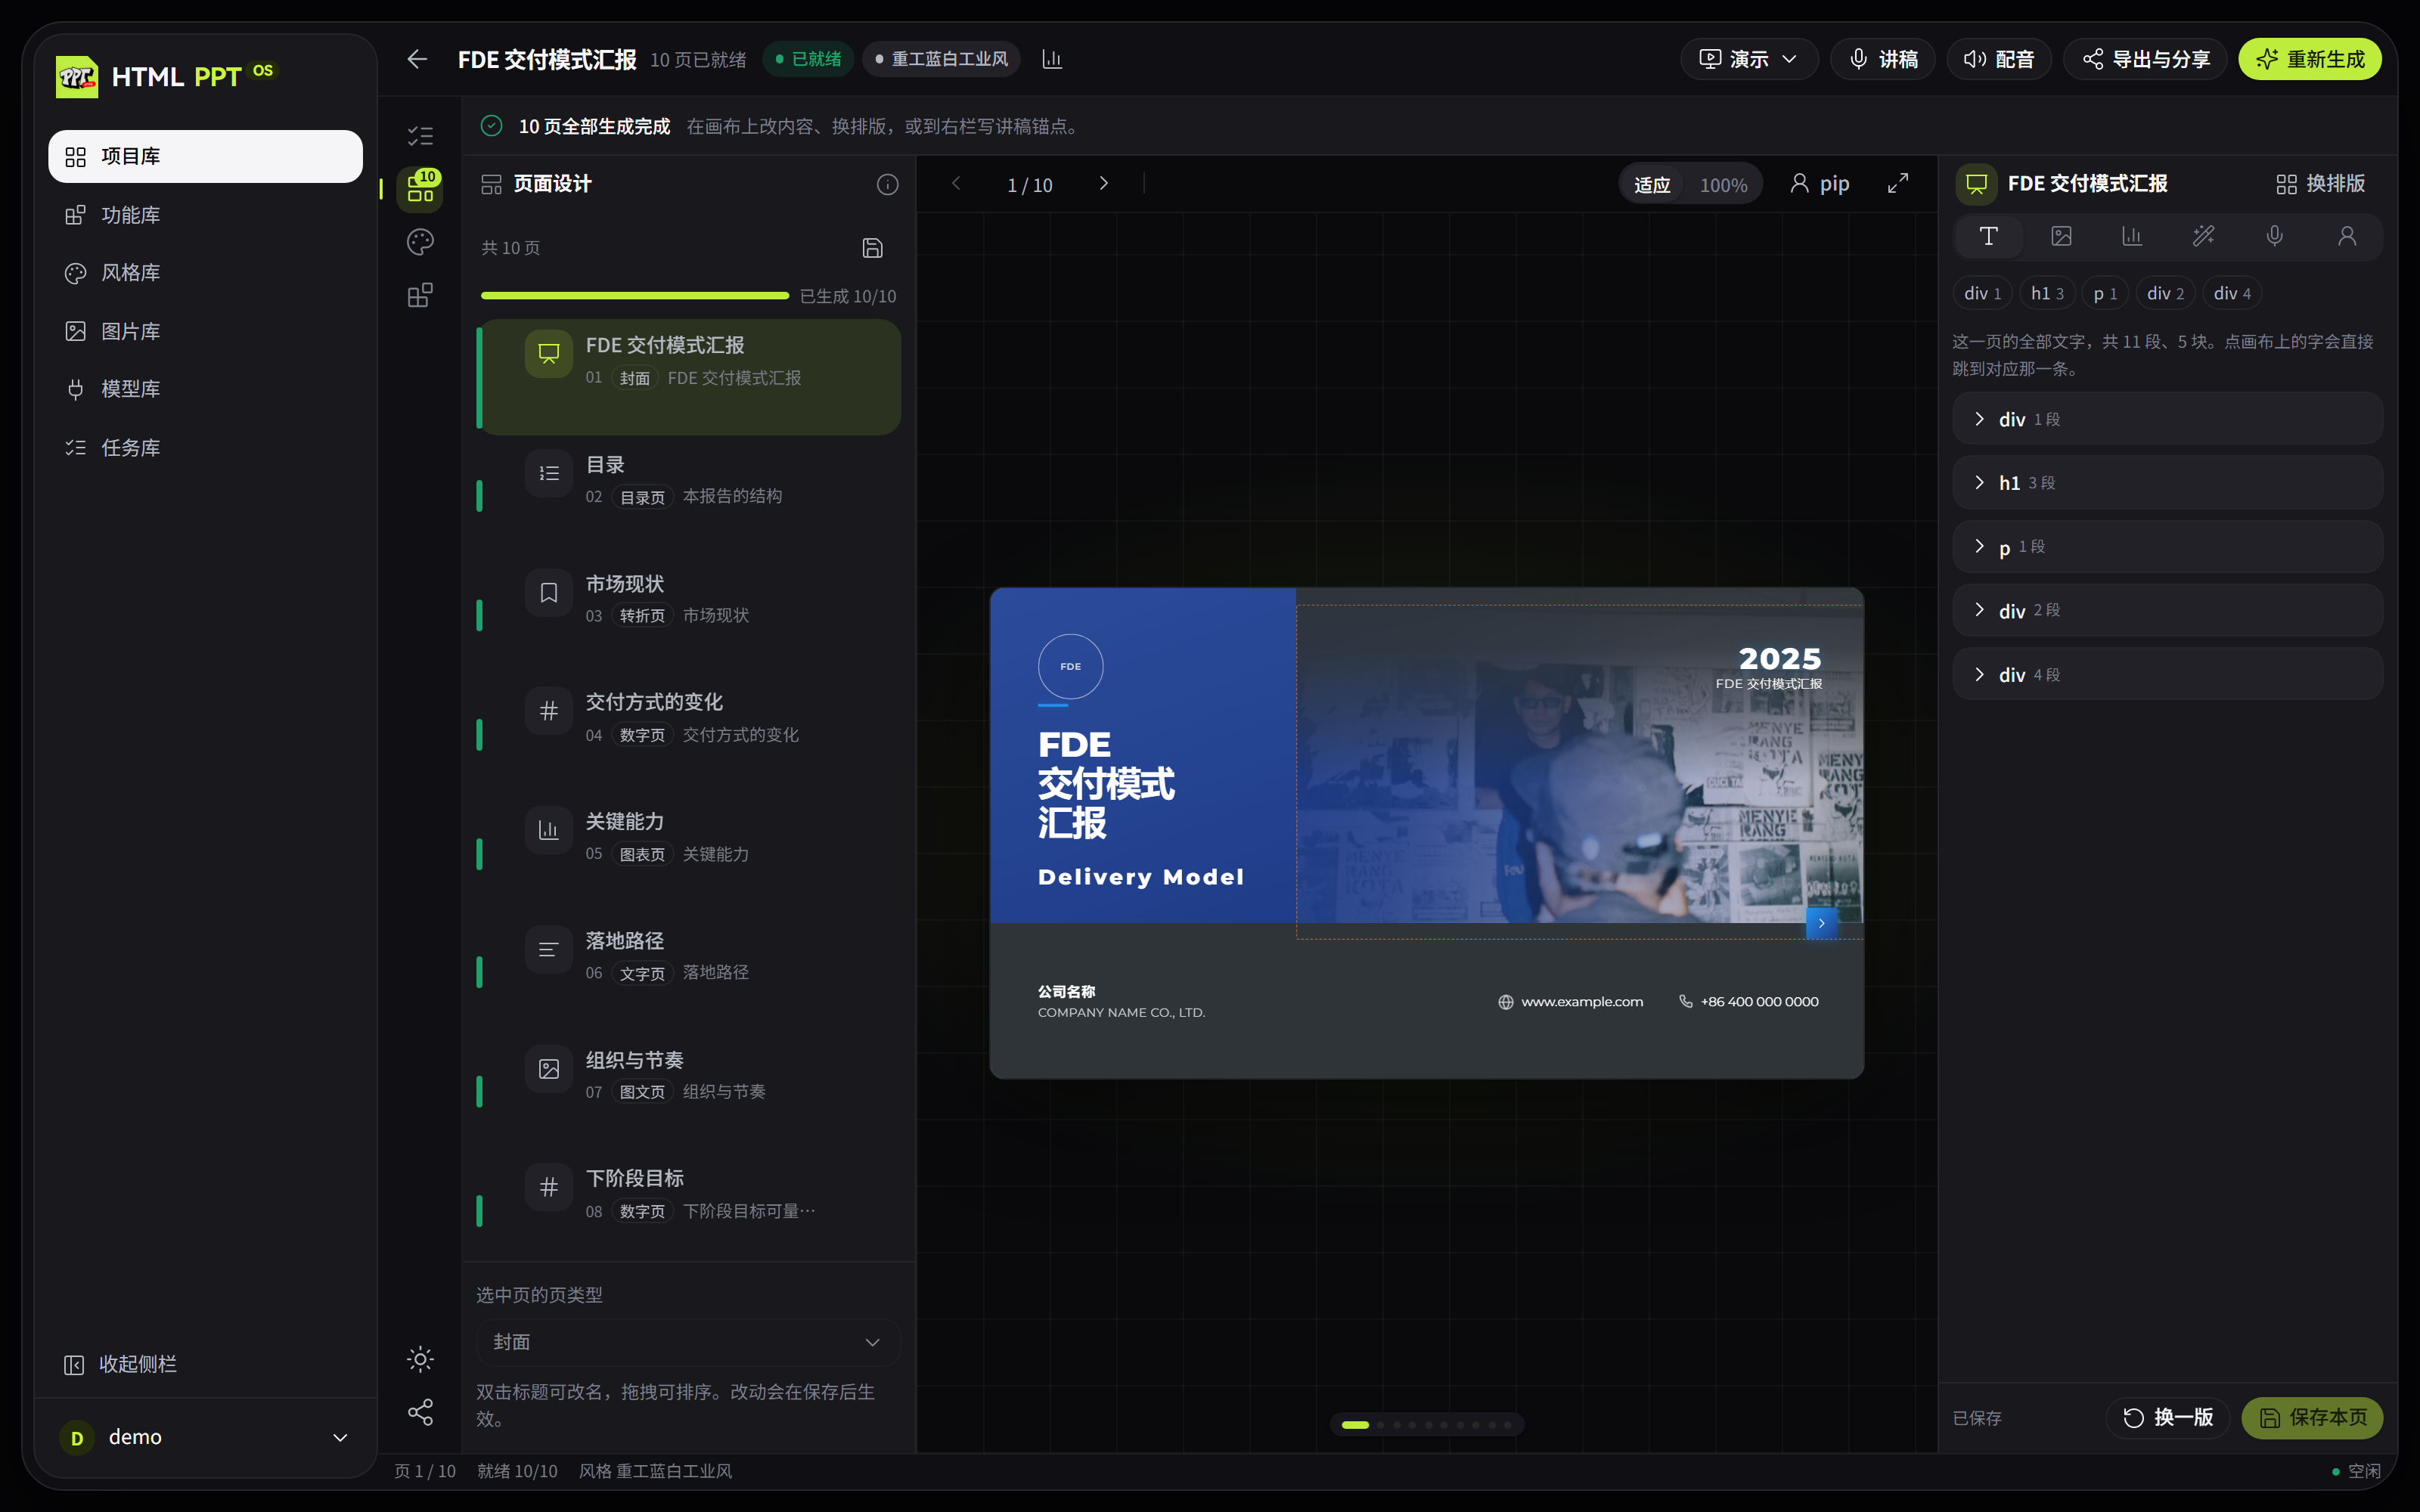 HTML PPT OS
项目库
功能库
风格库
图片库
模型库
任务库
收起侧栏
D demo
FDE 交付模式汇报 10 页已就绪 已就绪 重工蓝白工业风
演示 讲稿 配音 导出与分享 重新生成
10 页全部生成完成 在画布上改内容、换排版，或到右栏写讲稿锚点。
10
页面设计
共 10 页
已生成 10/10
FDE 交付模式汇报
01 封面 FDE 交付模式汇报
目录
02 目录页 本报告的结构
市场现状
03 转折页 市场现状
交付方式的变化
04 数字页 交付方式的变化
关键能力
05 图表页 关键能力
落地路径
06 文字页 落地路径
组织与节奏
07 图文页 组织与节奏
下阶段目标
08 数字页 下阶段目标可量…
选中页的页类型
封面
双击标题可改名，拖拽可排序。改动会在保存后生
效。
1 / 10
适应 100% pip
FDE
FDE
交付模式
汇报
Delivery Model
2025
FDE 交付模式汇报
MENYE
RANG
KOTA
MENYE
RANG
公司名称
COMPANY NAME CO., LTD.
www.example.com +86 400 000 0000
FDE 交付模式汇报 换排版
div 1 h1 3 p 1 div 2 div 4
这一页的全部文字，共 11 段、5 块。点画布上的字会直接
跳到对应那一条。
div 1 段
h1 3 段
p 1 段
div 2 段
div 4 段
已保存 换一版 保存本页
页 1 / 10 就绪 10/10 风格 重工蓝白工业风
空闲